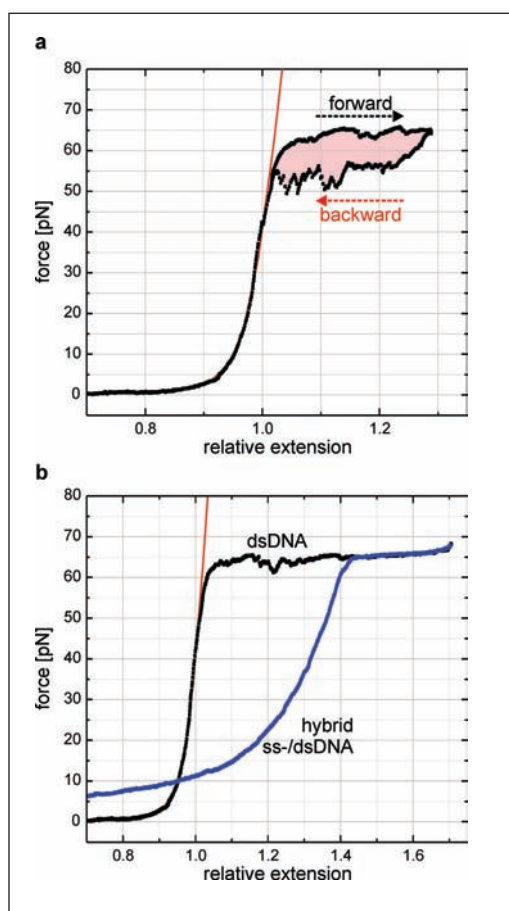 a
80
70
60
50
40
30
20
10
0
force [pN]
forward
backward
0.8 1.0 1.2
relative extension
b
80
70
60
50
40
30
20
10
0
force [pN]
dsDNA
hybrid
ss-/dsDNA
0.8 1.0 1.2 1.4 1.6
relative extension